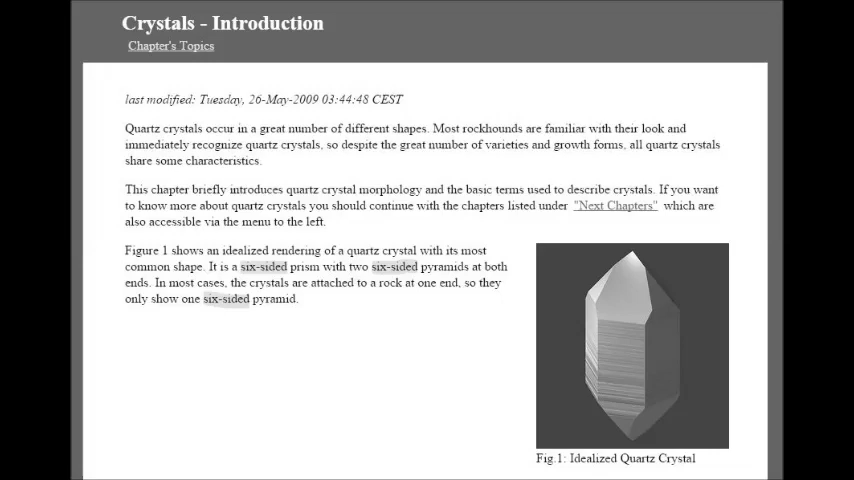 Crystals - Introduction
Chapter's Topics
last modified: Tuesday, 26-May-2009 03:44:48 CEST
Quartz crystals occur in a great number of different shapes. Most rockhounds are familiar with their look and
immediately recognize quartz crystals, so despite the great number of varieties and growth forms, all quartz crystals
share some characteristics.
This chapter briefly introduces quartz crystal morphology and the basic terms used to describe crystals. If you want
to know more about quartz crystals you should continue with the chapters listed under "Next Chapters" which are
also accessible via the menu to the left.
Figure 1 shows an idealized rendering of a quartz crystal with its most
common shape. It is a six-sided prism with two six-sided pyramids at both
ends. In most cases, the crystals are attached to a rock at one end, so they
only show one six-sided pyramid.
Fig.1: Idealized Quartz Crystal